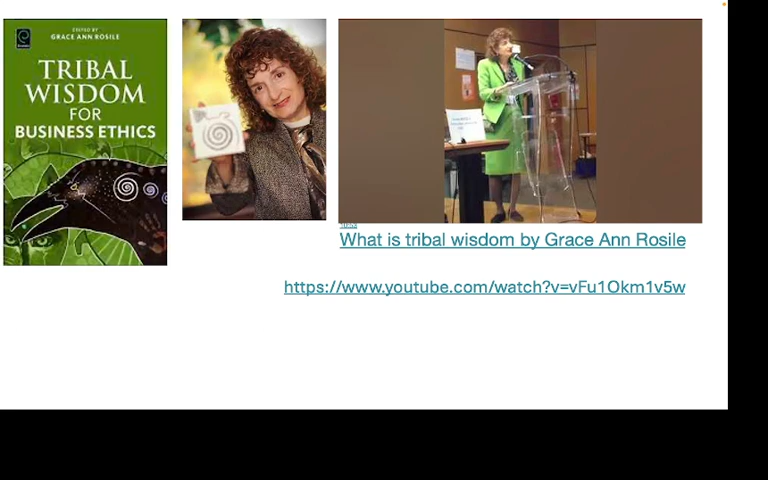 EDITED BY
GRACE ANN ROSILE
TRIBAL
WISDOM
FOR
BUSINESS ETHICS
What is tribal wisdom by Grace Ann Rosile
https://www.youtube.com/watch?v=vFu1Okm1v5w